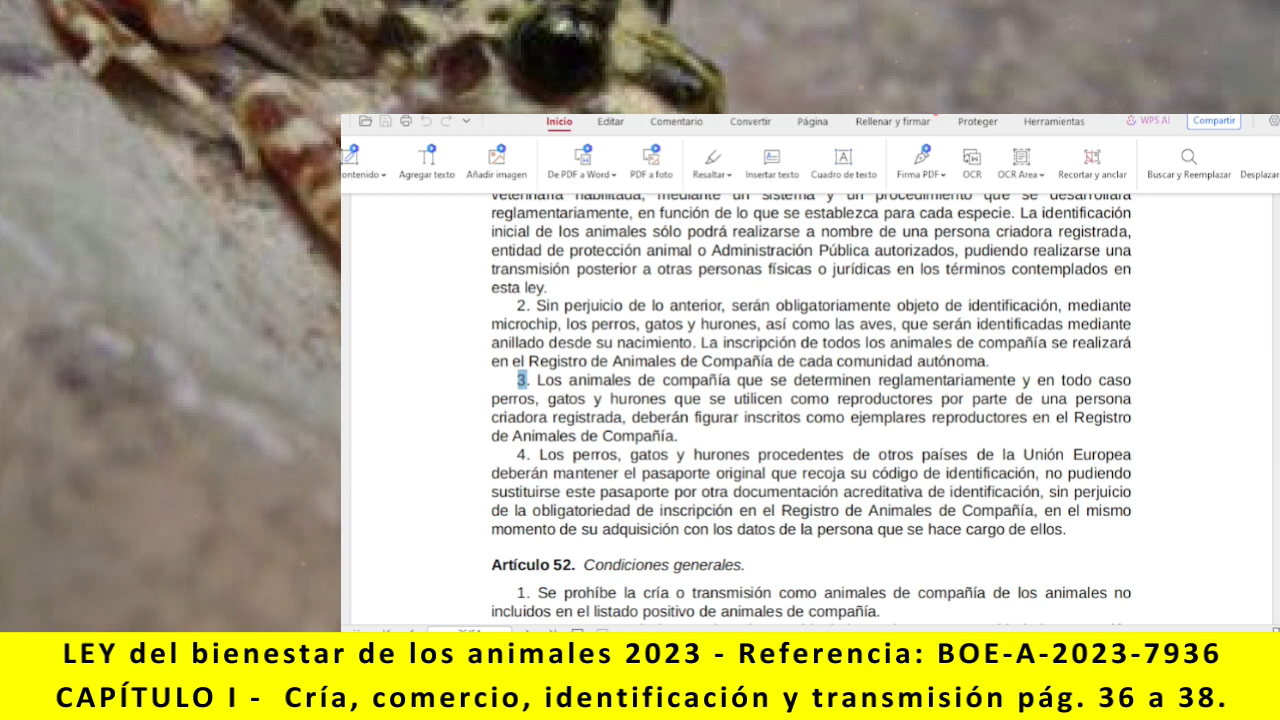 Inicio Editar Comentario Convertir Página Rellenar y firmar Proteger Herramientas WPS AI Compartir
ontenido Agregar texto Añadir imagen De PDF a Word PDF a foto Resaltar Insertar texto Cuadro de texto Firma PDF OCR OCR Area Recortar y anclar Buscar y Reemplazar Desplazar
veterinaria habilitada, mediante un sistema y un procedimiento que se desarrollará
reglamentariamente, en función de lo que se establezca para cada especie. La identificación
inicial de los animales sólo podrá realizarse a nombre de una persona criadora registrada,
entidad de protección animal o Administración Pública autorizados, pudiendo realizarse una
transmisión posterior a otras personas físicas o jurídicas en los términos contemplados en
esta ley.
2. Sin perjuicio de lo anterior, serán obligatoriamente objeto de identificación, mediante
microchip, los perros, gatos y hurones, así como las aves, que serán identificadas mediante
anillado desde su nacimiento. La inscripción de todos los animales de compañía se realizará
en el Registro de Animales de Compañía de cada comunidad autónoma.
3. Los animales de compañía que se determinen reglamentariamente y en todo caso
perros, gatos y hurones que se utilicen como reproductores por parte de una persona
criadora registrada, deberán figurar inscritos como ejemplares reproductores en el Registro
de Animales de Compañía.
4. Los perros, gatos y hurones procedentes de otros países de la Unión Europea
deberán mantener el pasaporte original que recoja su código de identificación, no pudiendo
sustituirse este pasaporte por otra documentación acreditativa de identificación, sin perjuicio
de la obligatoriedad de inscripción en el Registro de Animales de Compañía, en el mismo
momento de su adquisición con los datos de la persona que se hace cargo de ellos.
Artículo 52. Condiciones generales.
1. Se prohíbe la cría o transmisión como animales de compañía de los animales no
incluidos en el listado positivo de animales de compañía.
LEY del bienestar de los animales 2023 - Referencia: BOE-A-2023-7936
CAPÍTULO I - Cría, comercio, identificación y transmisión pág. 36 a 38.